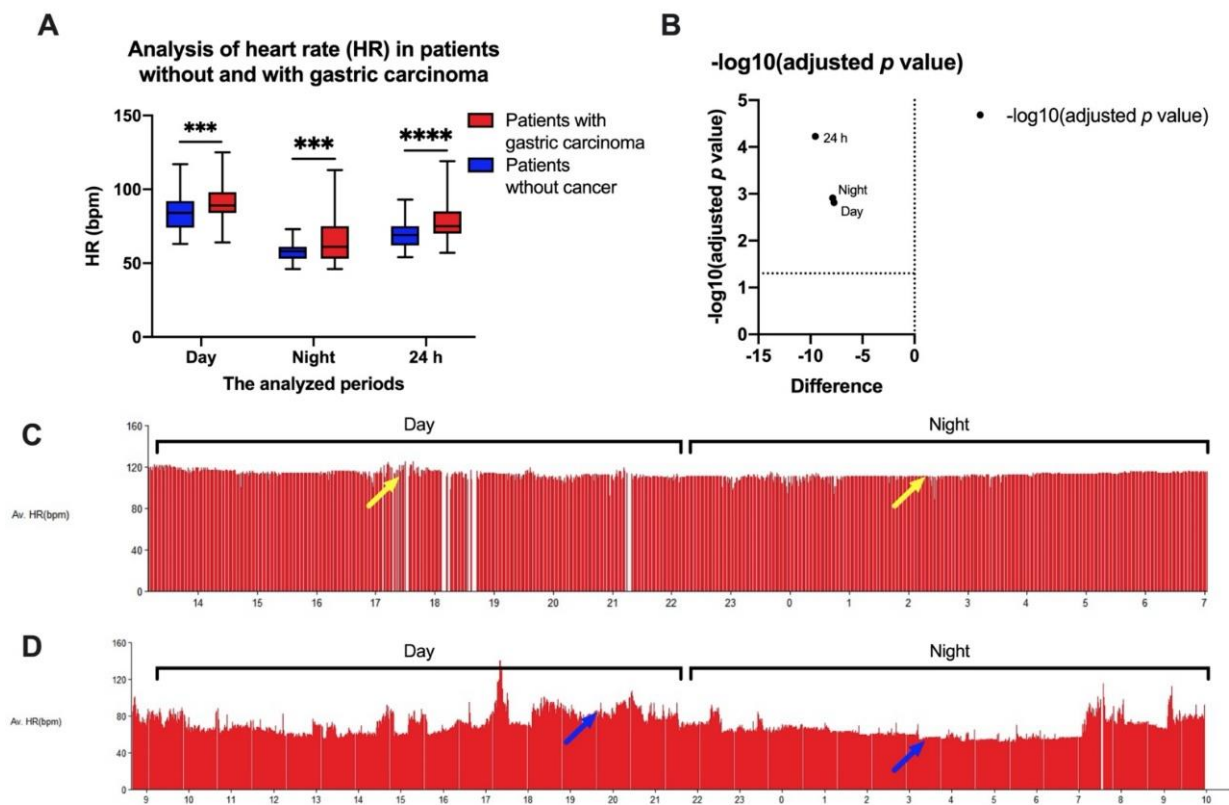 A
Analysis of heart rate (HR) in patients
without and with gastric carcinoma
HR (bpm)
150
100
50
0
***
***
****
Day
Night
24 h
The analyzed periods
Patients with
gastric carcinoma
Patients
wthout cancer
B
-log10(adjusted p value)
-log10(adjusted p value)
5
4
3
2
1
0
24 h
Night
Day
-15
-10
-5
0
Difference
-log10(adjusted p value)
C
Day
Night
Av. HR(bpm)
160
120
80
40
0
14 15 16 17 18 19 20 21 22 23 0 1 2 3 4 5 6 7
D
Day
Night
Av. HR(bpm)
160
120
80
40
0
9 10 11 12 13 14 15 16 17 18 19 20 21 22 23 0 1 2 3 4 5 6 7 8 9 10